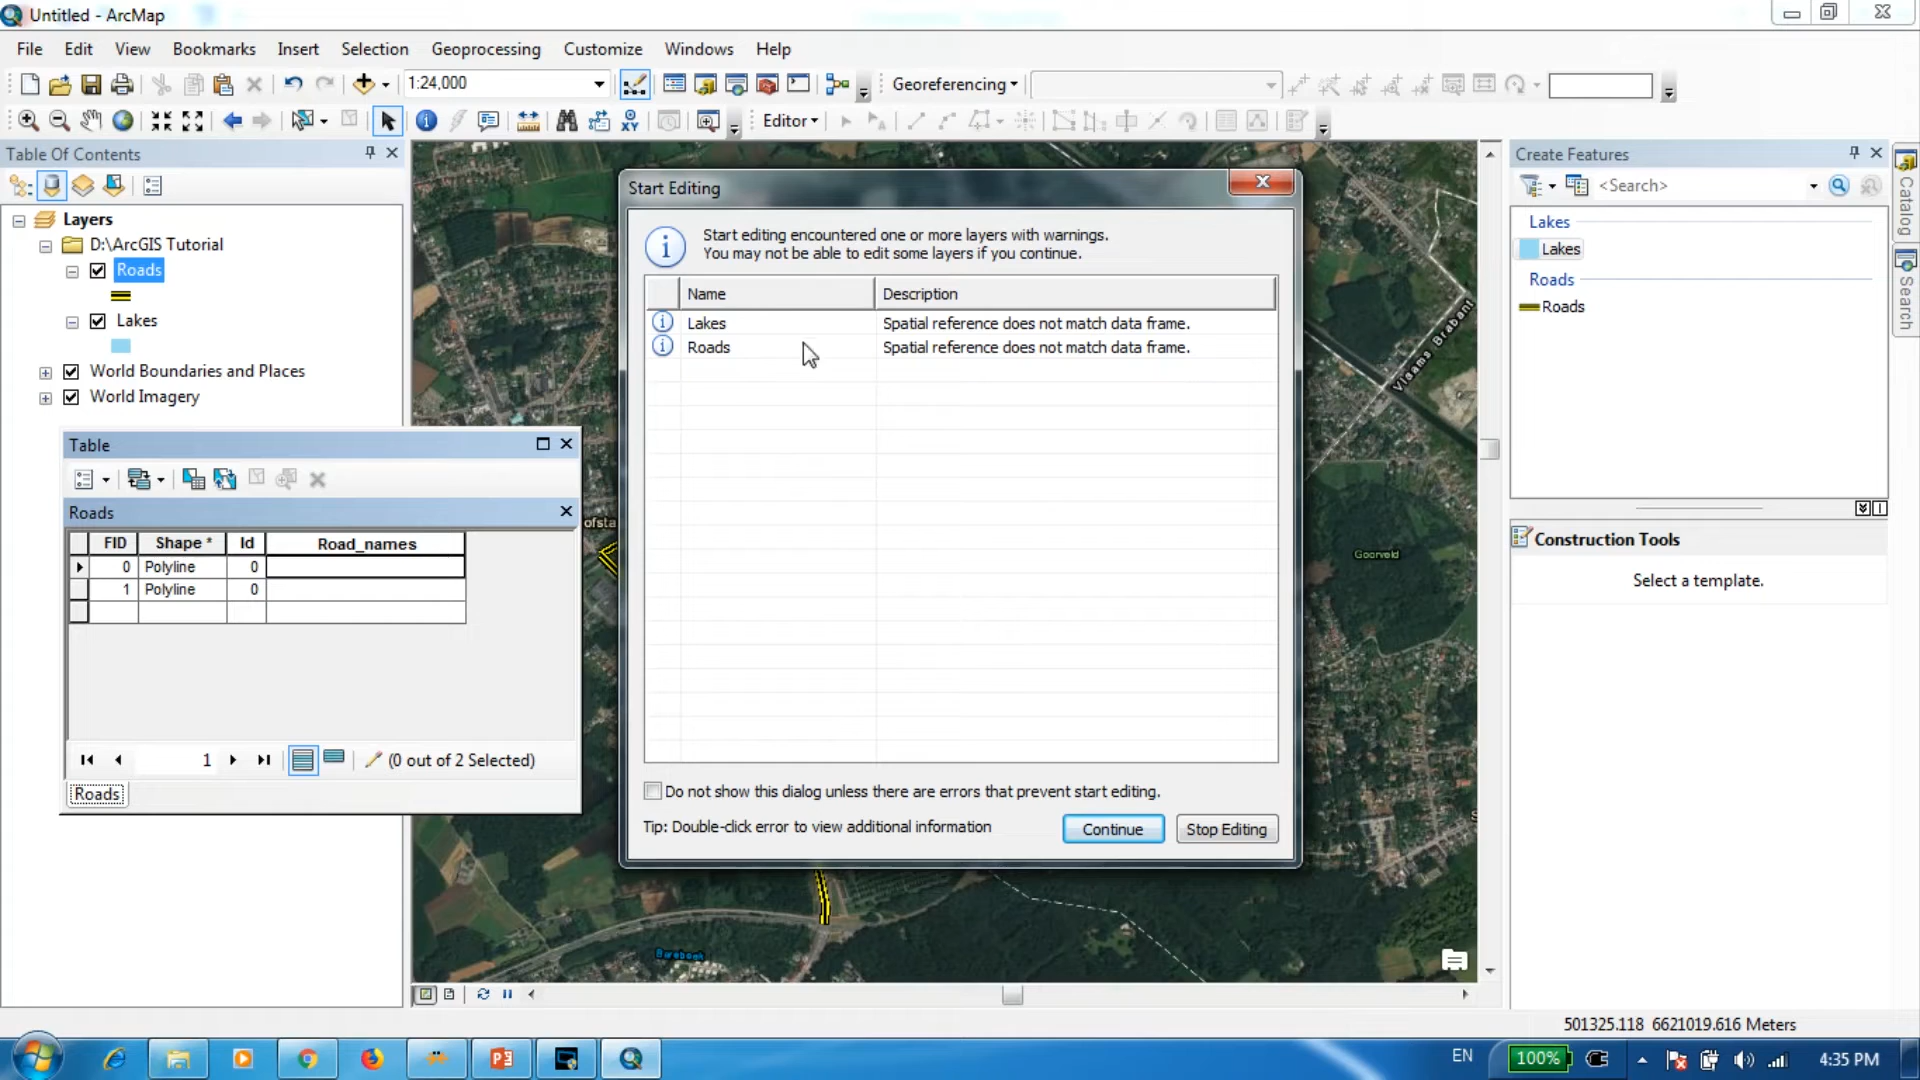 Untitled - ArcMap
File Edit View Bookmarks Insert Selection Geoprocessing Customize Windows Help
1:24,000
Georeferencing
Editor
Table Of Contents
Layers
D:\ArcGIS Tutorial
Roads
Lakes
World Boundaries and Places
World Imagery
Table
Roads
FID Shape * Id Road_names
0 Polyline 0
1 Polyline 0
1
(0 out of 2 Selected)
Roads
Start Editing
Start editing encountered one or more layers with warnings.
You may not be able to edit some layers if you continue.
Name Description
Lakes Spatial reference does not match data frame.
Roads Spatial reference does not match data frame.
Do not show this dialog unless there are errors that prevent start editing.
Tip: Double-click error to view additional information
Continue Stop Editing
ofsta
Vlaams Brabant
Goorveld
Barebeek
Create Features
<Search>
Lakes
Lakes
Roads
Roads
Construction Tools
Select a template.
Catalog
Search
501325.118 6621019.616 Meters
EN
100%
4:35 PM